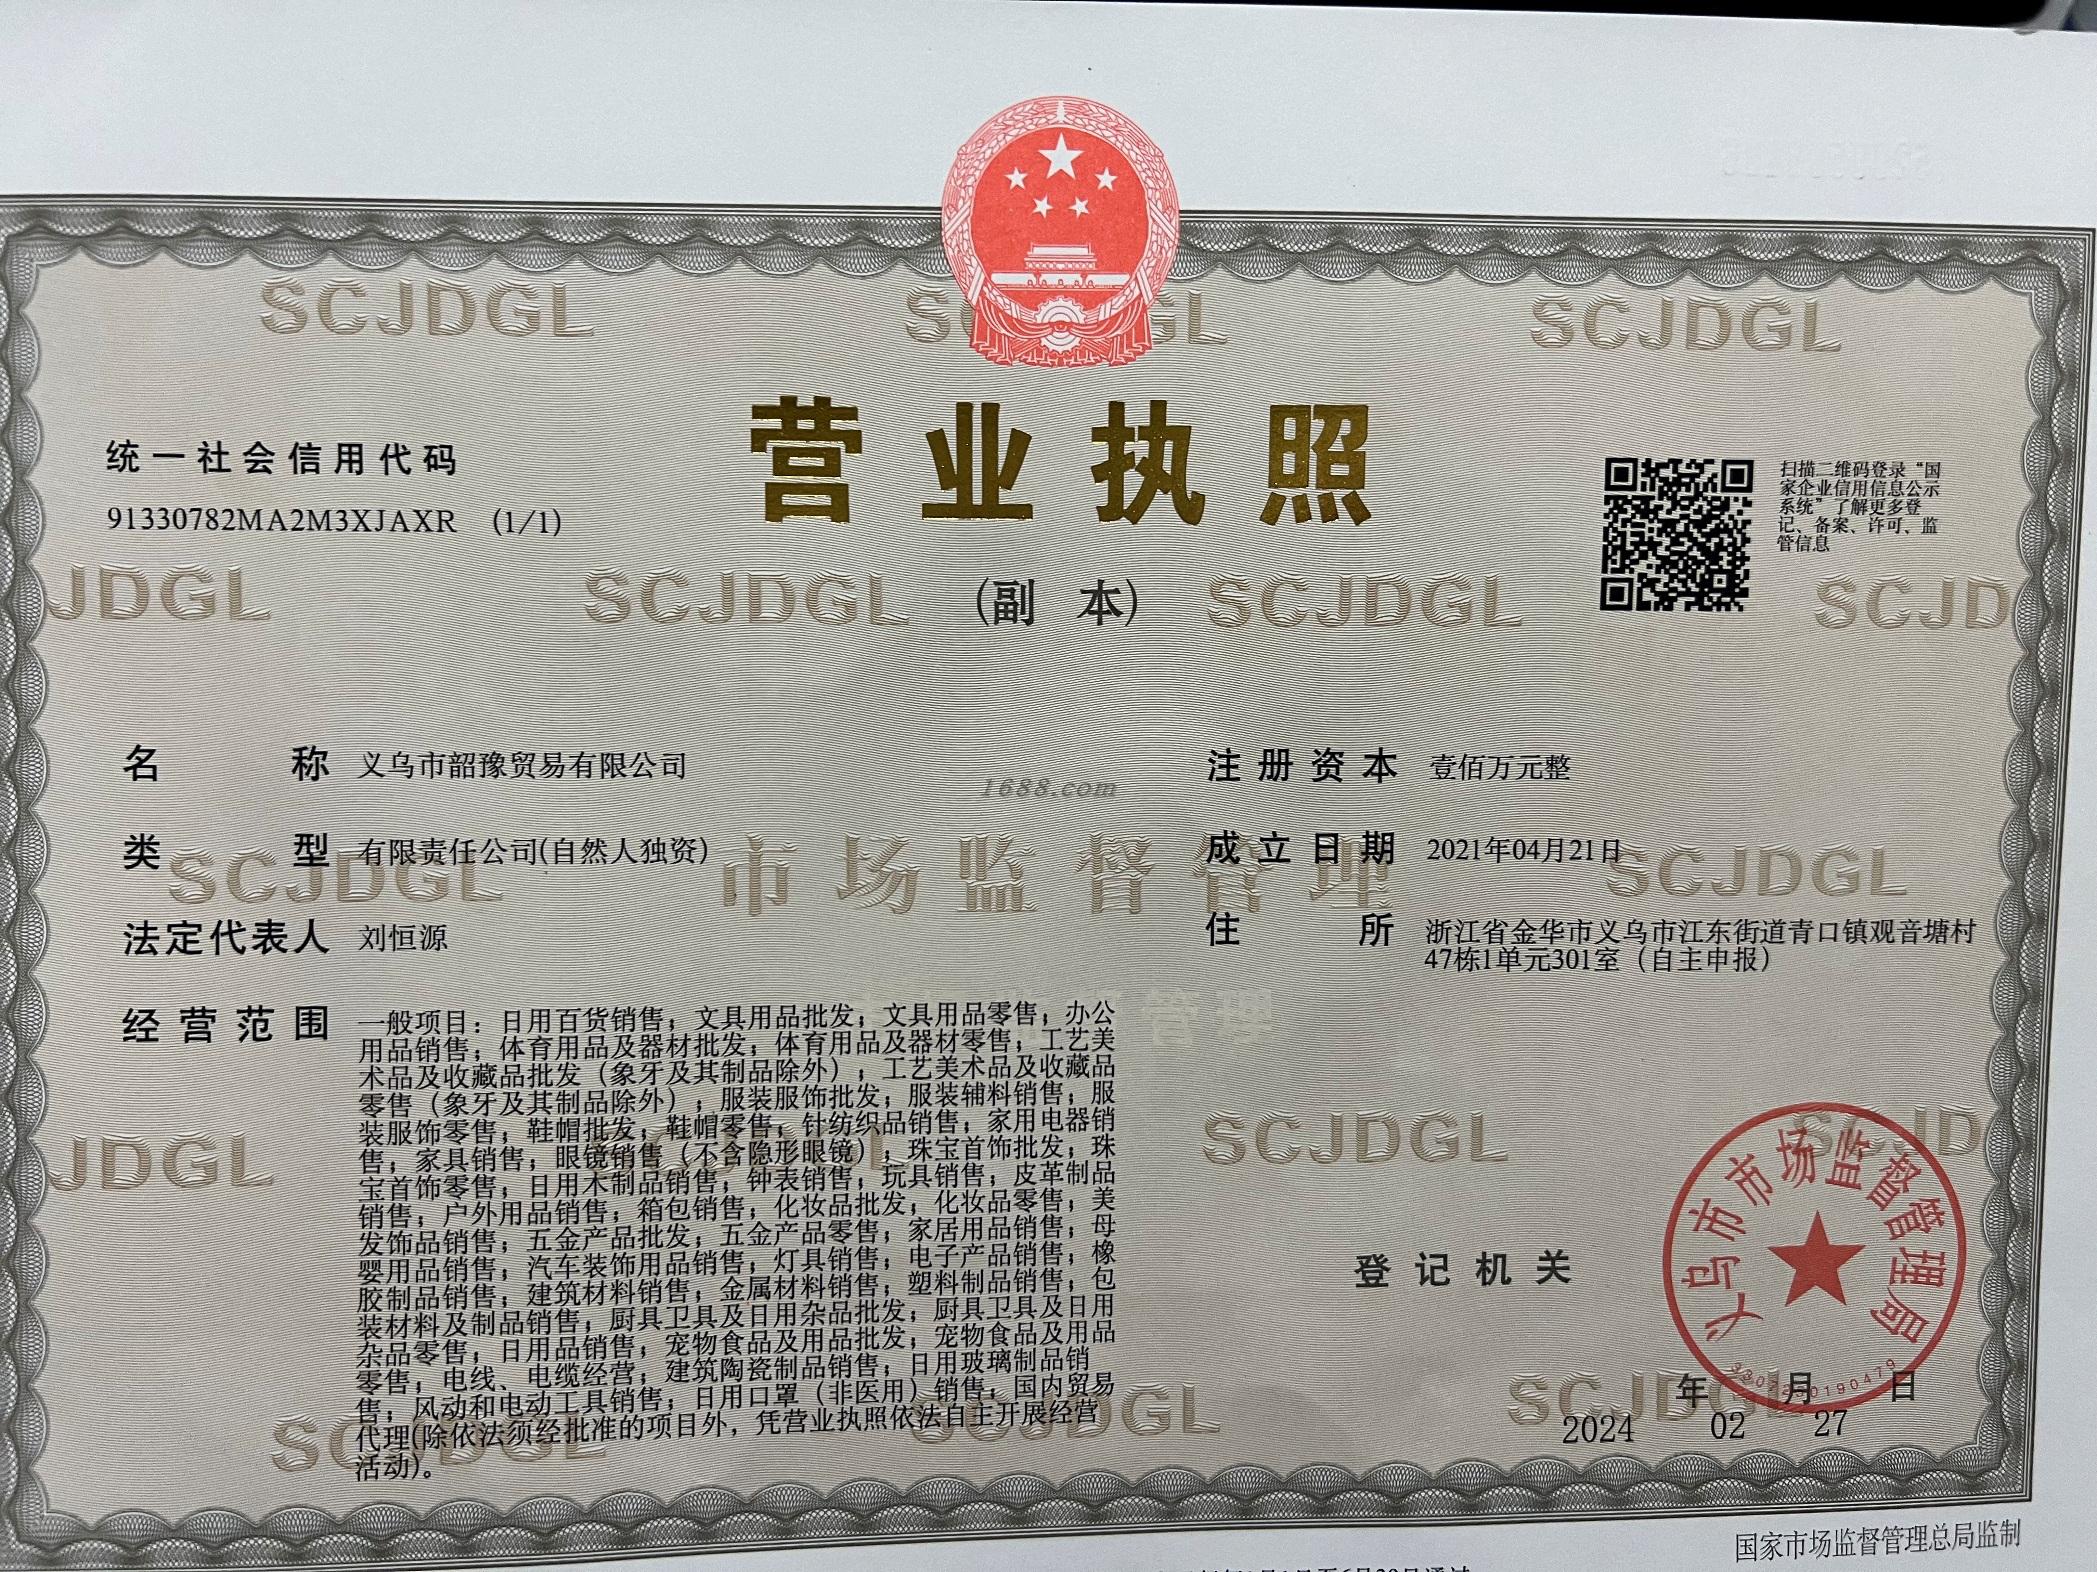 SCJDGL SCJDGL
营业执照
(副 本)
统一社会信用代码
91330782MA2M3XJAXR (1/1)
扫描二维码登录“国
家企业信用信息公示
系统”了解更多登
记、备案、许可、监
管信息
JDGL SCJDGL SCJDGL SCJD
名 称 义乌市韶豫贸易有限公司
类 型 有限责任公司(自然人独资)
法定代表人 刘恒源
经营范围 一般项目：日用百货销售；文具用品批发；文具用品零售；办公
用品销售；体育用品及器材批发；体育用品及器材零售；工艺美
术品及收藏品批发（象牙及其制品除外）；工艺美术品及收藏品
零售（象牙及其制品除外）；服装服饰批发；服装辅料销售；服
装服饰零售；鞋帽批发；鞋帽零售；针纺织品销售；家用电器销
售；家具销售；眼镜销售（不含隐形眼镜）；珠宝首饰批发；珠
宝首饰零售；日用木制品销售；钟表销售；玩具销售；皮革制品
销售；户外用品销售；箱包销售；化妆品批发；化妆品零售；美
发饰品销售；五金产品批发；五金产品零售；家居用品销售；母
婴用品销售；汽车装饰用品销售；灯具销售；电子产品销售；橡
胶制品销售；建筑材料销售；金属材料销售；塑料制品销售；包
装材料及制品销售；厨具卫具及日用杂品批发；厨具卫具及日用
杂品零售；日用品销售；宠物食品及用品批发；宠物食品及用品
零售；电线、电缆经营；建筑陶瓷制品销售；日用玻璃制品销
售；风动和电动工具销售；日用口罩（非医用）销售；国内贸易
代理(除依法须经批准的项目外，凭营业执照依法自主开展经营
活动)。
1688.com
市场监督管理
注册资本 壹佰万元整
成立日期 2021年04月21日
住 所 浙江省金华市义乌市江东街道青口镇观音塘村
47栋1单元301室（自主申报）
SCJDGL SCJDGL
JDGL SCJDGL
登记机关
义乌市市场监督管理局
年 月 日
2024 02 27
SCJDGL SCJDGL SCJDGL
国家市场监督管理总局监制